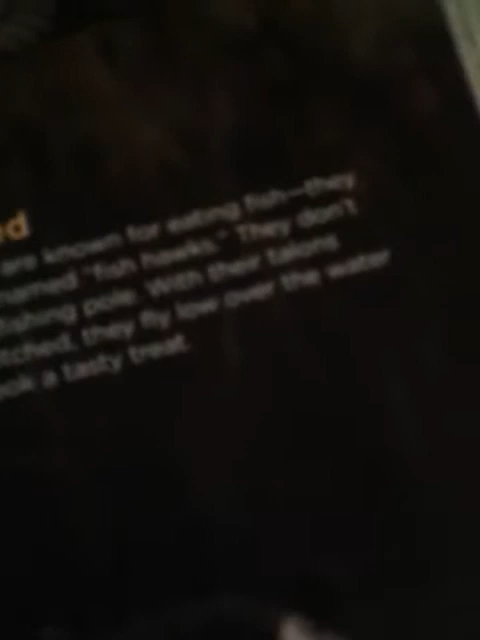 are known for eating fish—they
named "fish hawks." They don't
fishing pole. With their talons
they fly low over the water
a tasty treat.